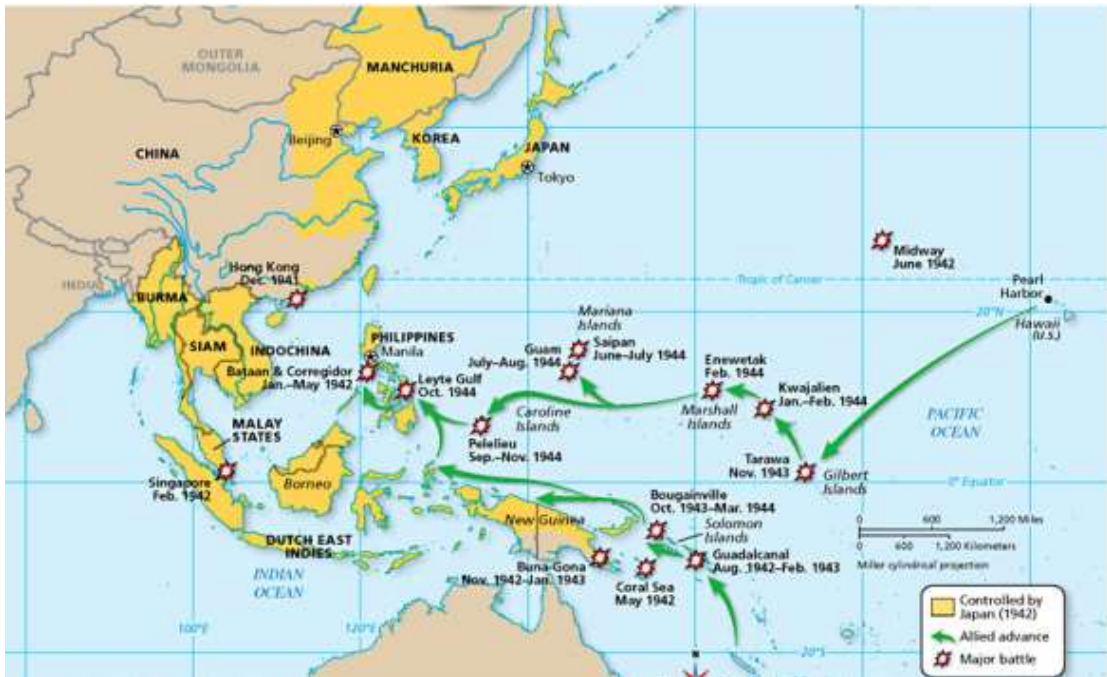 OUTER
MONGOLIA
MANCHURIA
Beijing
KOREA
JAPAN
Tokyo
CHINA
Midway
June 1942
Hong Kong
Dec. 1941
Tropic of Cancer
Pearl
Harbor
INDIA
BURMA
20°N
Hawaii
(U.S.)
Mariana
Islands
PHILIPPINES
Manila
SIAM
INDOCHINA
Guam
July–Aug. 1944
Saipan
June–July 1944
Enewetak
Feb. 1944
Bataan & Corregidor
Jan.–May 1942
Leyte Gulf
Oct. 1944
Kwajalien
Jan.–Feb. 1944
Caroline
Islands
Marshall
Islands
PACIFIC
OCEAN
MALAY
STATES
Pelelieu
Sep.–Nov. 1944
Tarawa
Nov. 1943
Gilbert
Islands
Singapore
Feb. 1942
Borneo
0° Equator
Bougainville
Oct. 1943–Mar. 1944
New Guinea
Solomon
Islands
0 600 1,200 Miles
0 600 1,200 Kilometers
Miller cylindrical projection
DUTCH EAST
INDIES
Buna-Gona
Nov. 1942–Jan. 1943
Guadalcanal
Aug. 1942–Feb. 1943
Coral Sea
May 1942
INDIAN
OCEAN
100°E
120°E
20°S
N
Controlled by
Japan (1942)
Allied advance
Major battle